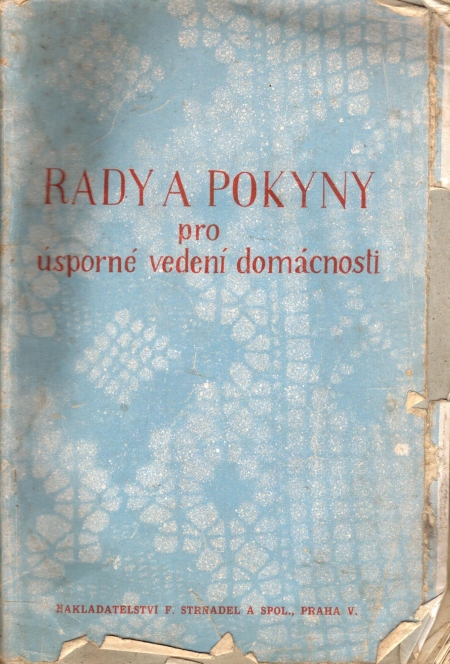 RADY A POKYNY
pro
úsporné vedení domácnosti
NAKLADATELSTVÍ F. STRNADEL A SPOL., PRAHA V.